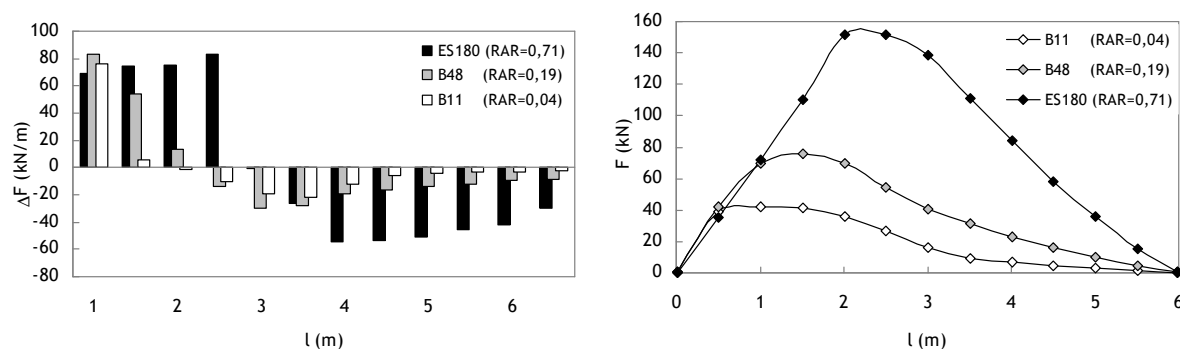 100
80
60
40
20
0
-20
-40
-60
-80
ΔF (kN/m)
ES180 (RAR=0,71)
B48 (RAR=0,19)
B11 (RAR=0,04)
1 2 3 4 5 6
l (m)
160
140
120
100
80
60
40
20
0
F (kN)
B11 (RAR=0,04)
B48 (RAR=0,19)
ES180 (RAR=0,71)
0 1 2 3 4 5 6
l (m)